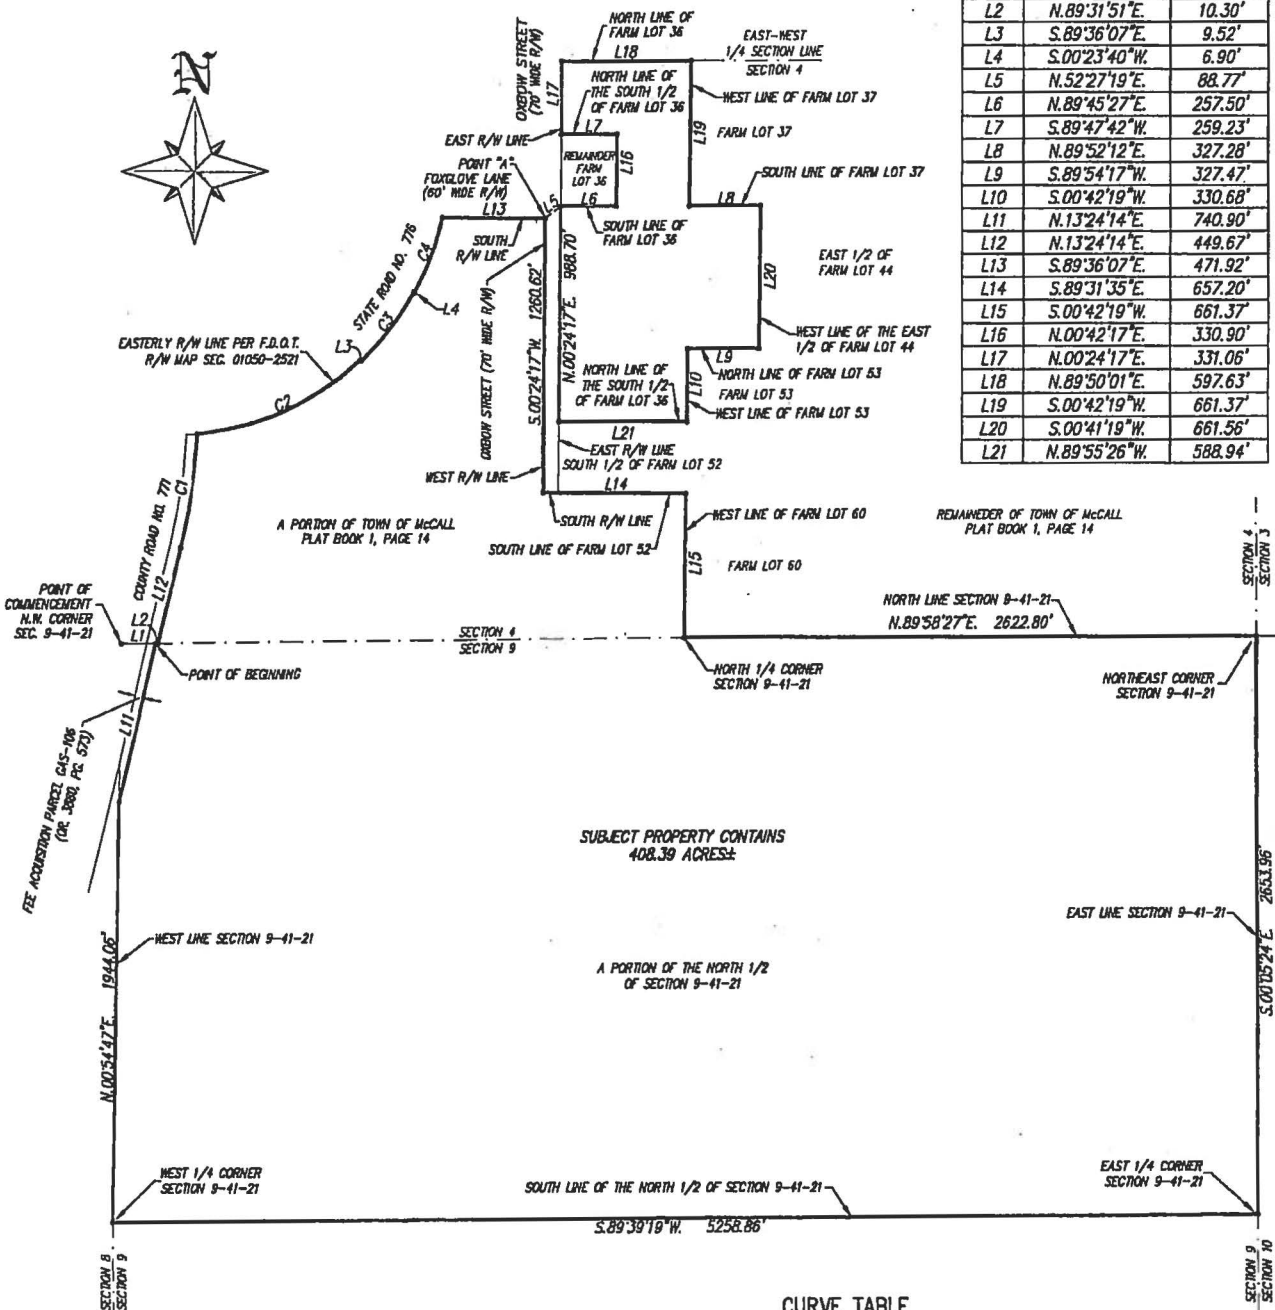 N
NORTH LINE OF
FARM LOT 36
L18
OXBOW STREET
(70' WIDE R/W)
EAST-WEST
1/4 SECTION LINE
SECTION 4
L17
NORTH LINE OF
THE SOUTH 1/2
OF FARM LOT 36
WEST LINE OF FARM LOT 37
L7
L19
FARM LOT 37
EAST R/W LINE
REMAINDER
FARM
LOT 36
L16
POINT "A"
FOXGLOVE LANE
(60' WIDE R/W)
SOUTH LINE OF FARM LOT 37
L13
L5
L6
L8
SOUTH
R/W LINE
SOUTH LINE OF
FARM LOT 36
EAST 1/2 OF
FARM LOT 44
L20
STATE ROAD NO. 776
C4
L4
C3
L3
C2
EASTERLY R/W LINE PER F.D.O.T.
R/W MAP SEC. 01050-2521
OXBOW STREET (70' WIDE R/W)
S.00°24'17"W. 1260.62'
N.00°24'17"E. 988.70'
WEST LINE OF THE EAST
1/2 OF FARM LOT 44
L9
NORTH LINE OF FARM LOT 53
L10
FARM LOT 53
WEST LINE OF FARM LOT 53
NORTH LINE OF
THE SOUTH 1/2
OF FARM LOT 36
L21
EAST R/W LINE
SOUTH 1/2 OF FARM LOT 52
WEST R/W LINE
L14
SOUTH R/W LINE
SOUTH LINE OF FARM LOT 52
WEST LINE OF FARM LOT 60
L15
FARM LOT 60
L2 N.89°31'51"E. 10.30'
L3 S.89°36'07"E. 9.52'
L4 S.00°23'40"W. 6.90'
L5 N.52°27'19"E. 88.77'
L6 N.89°45'27"E. 257.50'
L7 S.89°47'42"W. 259.23'
L8 N.89°52'12"E. 327.28'
L9 S.89°54'17"W. 327.47'
L10 S.00°42'19"W. 330.68'
L11 N.13°24'14"E. 740.90'
L12 N.13°24'14"E. 449.67'
L13 S.89°36'07"E. 471.92'
L14 S.89°31'35"E. 657.20'
L15 S.00°42'19"W. 661.37'
L16 N.00°42'17"E. 330.90'
L17 N.00°24'17"E. 331.06'
L18 N.89°50'01"E. 597.63'
L19 S.00°42'19"W. 661.37'
L20 S.00°41'19"W. 661.56'
L21 N.89°55'26"W. 588.94'
C1
COUNTY ROAD NO. 771
L12
A PORTION OF TOWN OF McCALL
PLAT BOOK 1, PAGE 14
REMAINEDER OF TOWN OF McCALL
PLAT BOOK 1, PAGE 14
SECTION 4
SECTION 3
POINT OF
COMMENCEMENT
N.W. CORNER
SEC. 9-41-21
L2
L1
SECTION 4
SECTION 9
NORTH LINE SECTION 9-41-21
N.89°58'27"E. 2622.80'
POINT OF BEGINNING
NORTH 1/4 CORNER
SECTION 9-41-21
NORTHEAST CORNER
SECTION 9-41-21
L11
FEE ACQUISITION PARCEL GAS-106
(OR. 3880, PG. 573)
SUBJECT PROPERTY CONTAINS
408.39 ACRES±
WEST LINE SECTION 9-41-21
N.00°54'47"E. 1944.06'
A PORTION OF THE NORTH 1/2
OF SECTION 9-41-21
EAST LINE SECTION 9-41-21
S.00°05'24"E. 2653.96'
WEST 1/4 CORNER
SECTION 9-41-21
SOUTH LINE OF THE NORTH 1/2 OF SECTION 9-41-21
S.89°39'19"W. 5258.86'
EAST 1/4 CORNER
SECTION 9-41-21
SECTION 8
SECTION 9
SECTION 9
SECTION 10
CURVE TABLE